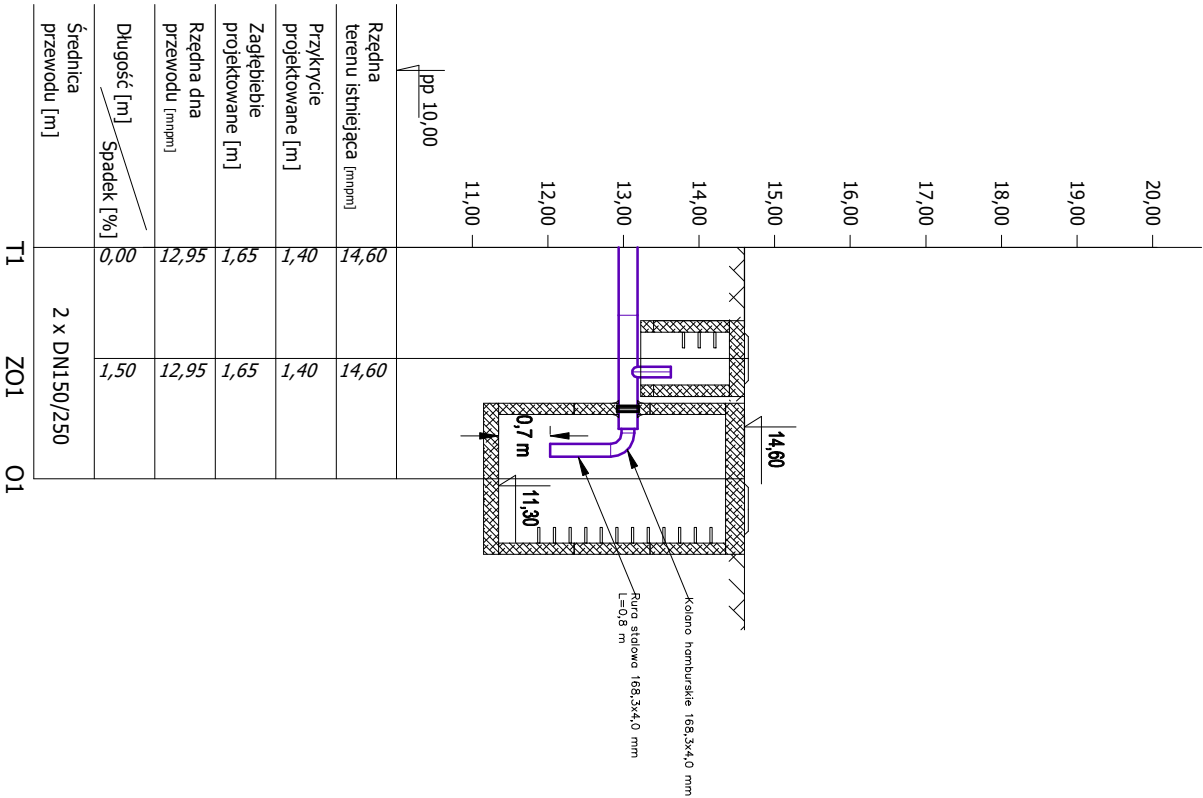 20,00
19,00
18,00
17,00
16,00
15,00
14,00
13,00
12,00
11,00
pp 10,00
Rzędna
terenu istniejąca [mnpm]
14,60
14,60
Przykrycie
projektowane [m]
1,40
1,40
Zagłębiebie
projektowane [m]
1,65
1,65
Rzędna dna
przewodu [mnpm]
12,95
12,95
Długość [m]
Spadek [%]
0,00
1,50
Średnica
przewodu [m]
2 x DN150/250
T1
ZO1
O1
14,60
0,7 m
11,30
Kolano hamburskie 168,3x4,0 mm
Rura stalowa 168,3x4,0 mm
L=0,8 m